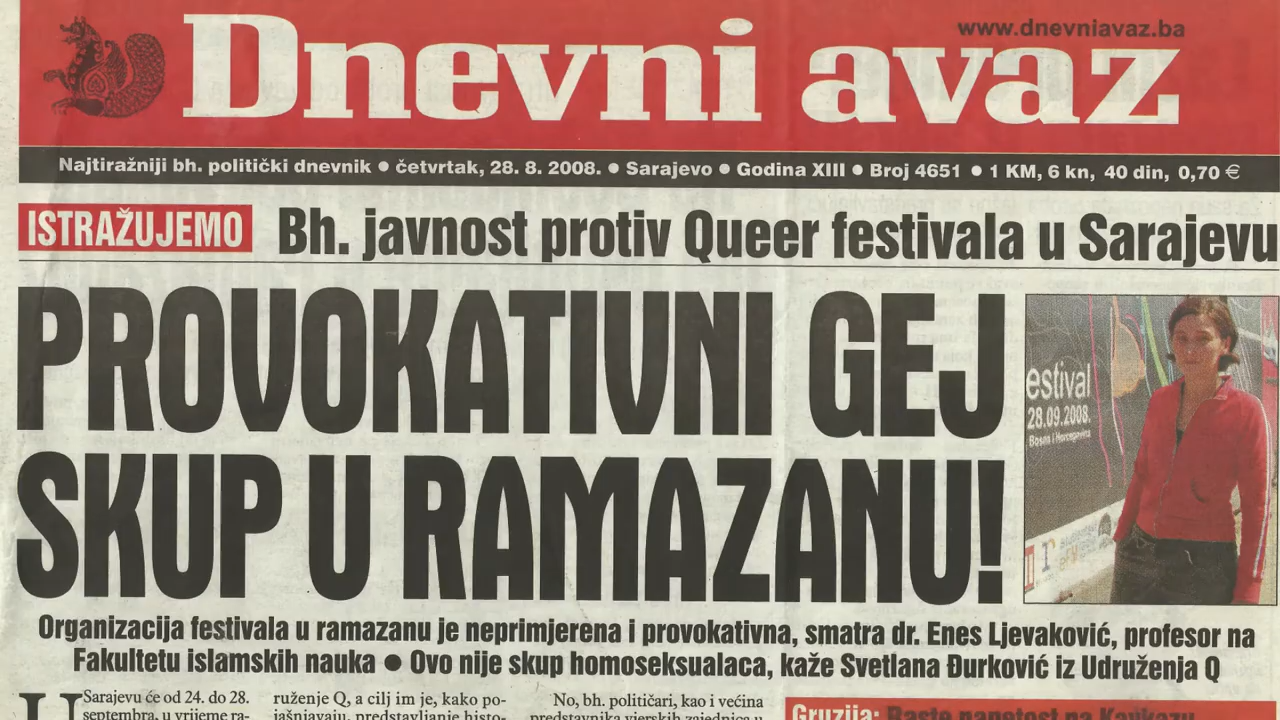 www.dnevniavaz.ba
Dnevni avaz
Najtiražniji bh. politički dnevnik ● četvrtak, 28. 8. 2008. ● Sarajevo ● Godina XIII ● Broj 4651 ● 1 KM, 6 kn, 40 din, 0,70 €
ISTRAŽUJEMO Bh. javnost protiv Queer festivala u Sarajevu
PROVOKATIVNI GEJ
SKUP U RAMAZANU!
estival
28.09.2008.
Bosna i Hercegovina
Organizacija festivala u ramazanu je neprimjerena i provokativna, smatra dr. Enes Ljevaković, profesor na
Fakultetu islamskih nauka ● Ovo nije skup homoseksualaca, kaže Svetlana Đurković iz Udruženja Q
U Sarajevu će od 24. do 28.
septembra, u vrijeme ra-
ruženje Q, a cilj im je, kako po-
jašnjavaju, predstavljanje histo-
No, bh. političari, kao i većina
predstavnika vjerskih zajednica u
Gruzija: Raste napetost na Kavkazu